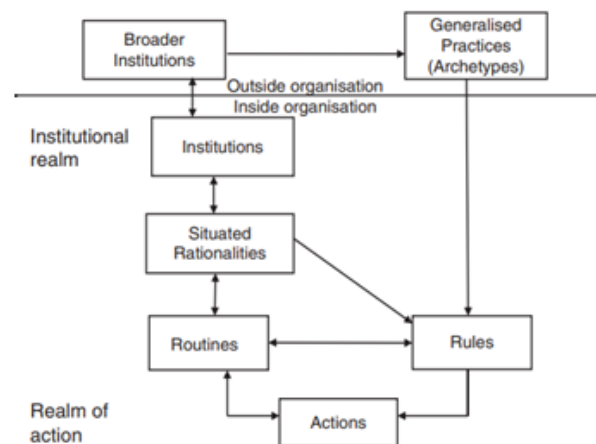 Broader
Institutions
Generalised
Practices
(Archetypes)
Outside organisation
Inside organisation
Institutional
realm
Institutions
Situated
Rationalities
Routines
Rules
Realm of
action
Actions